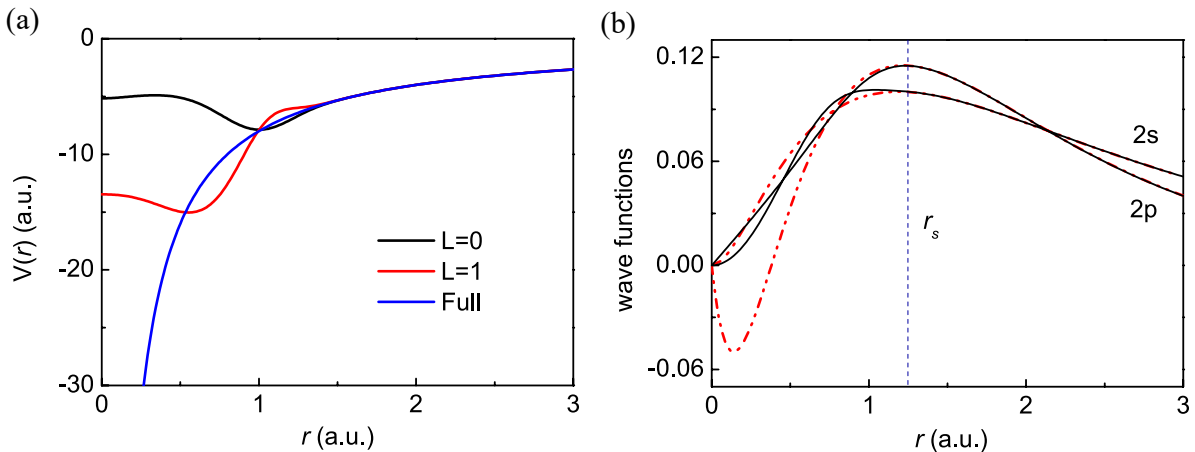 (a)
0
-10
-20
-30
V(r) (a.u.)
L=0
L=1
Full
0
1
2
3
r (a.u.)
(b)
0.12
0.06
0.00
-0.06
wave functions
2s
2p
r_s
0
1
2
3
r (a.u.)